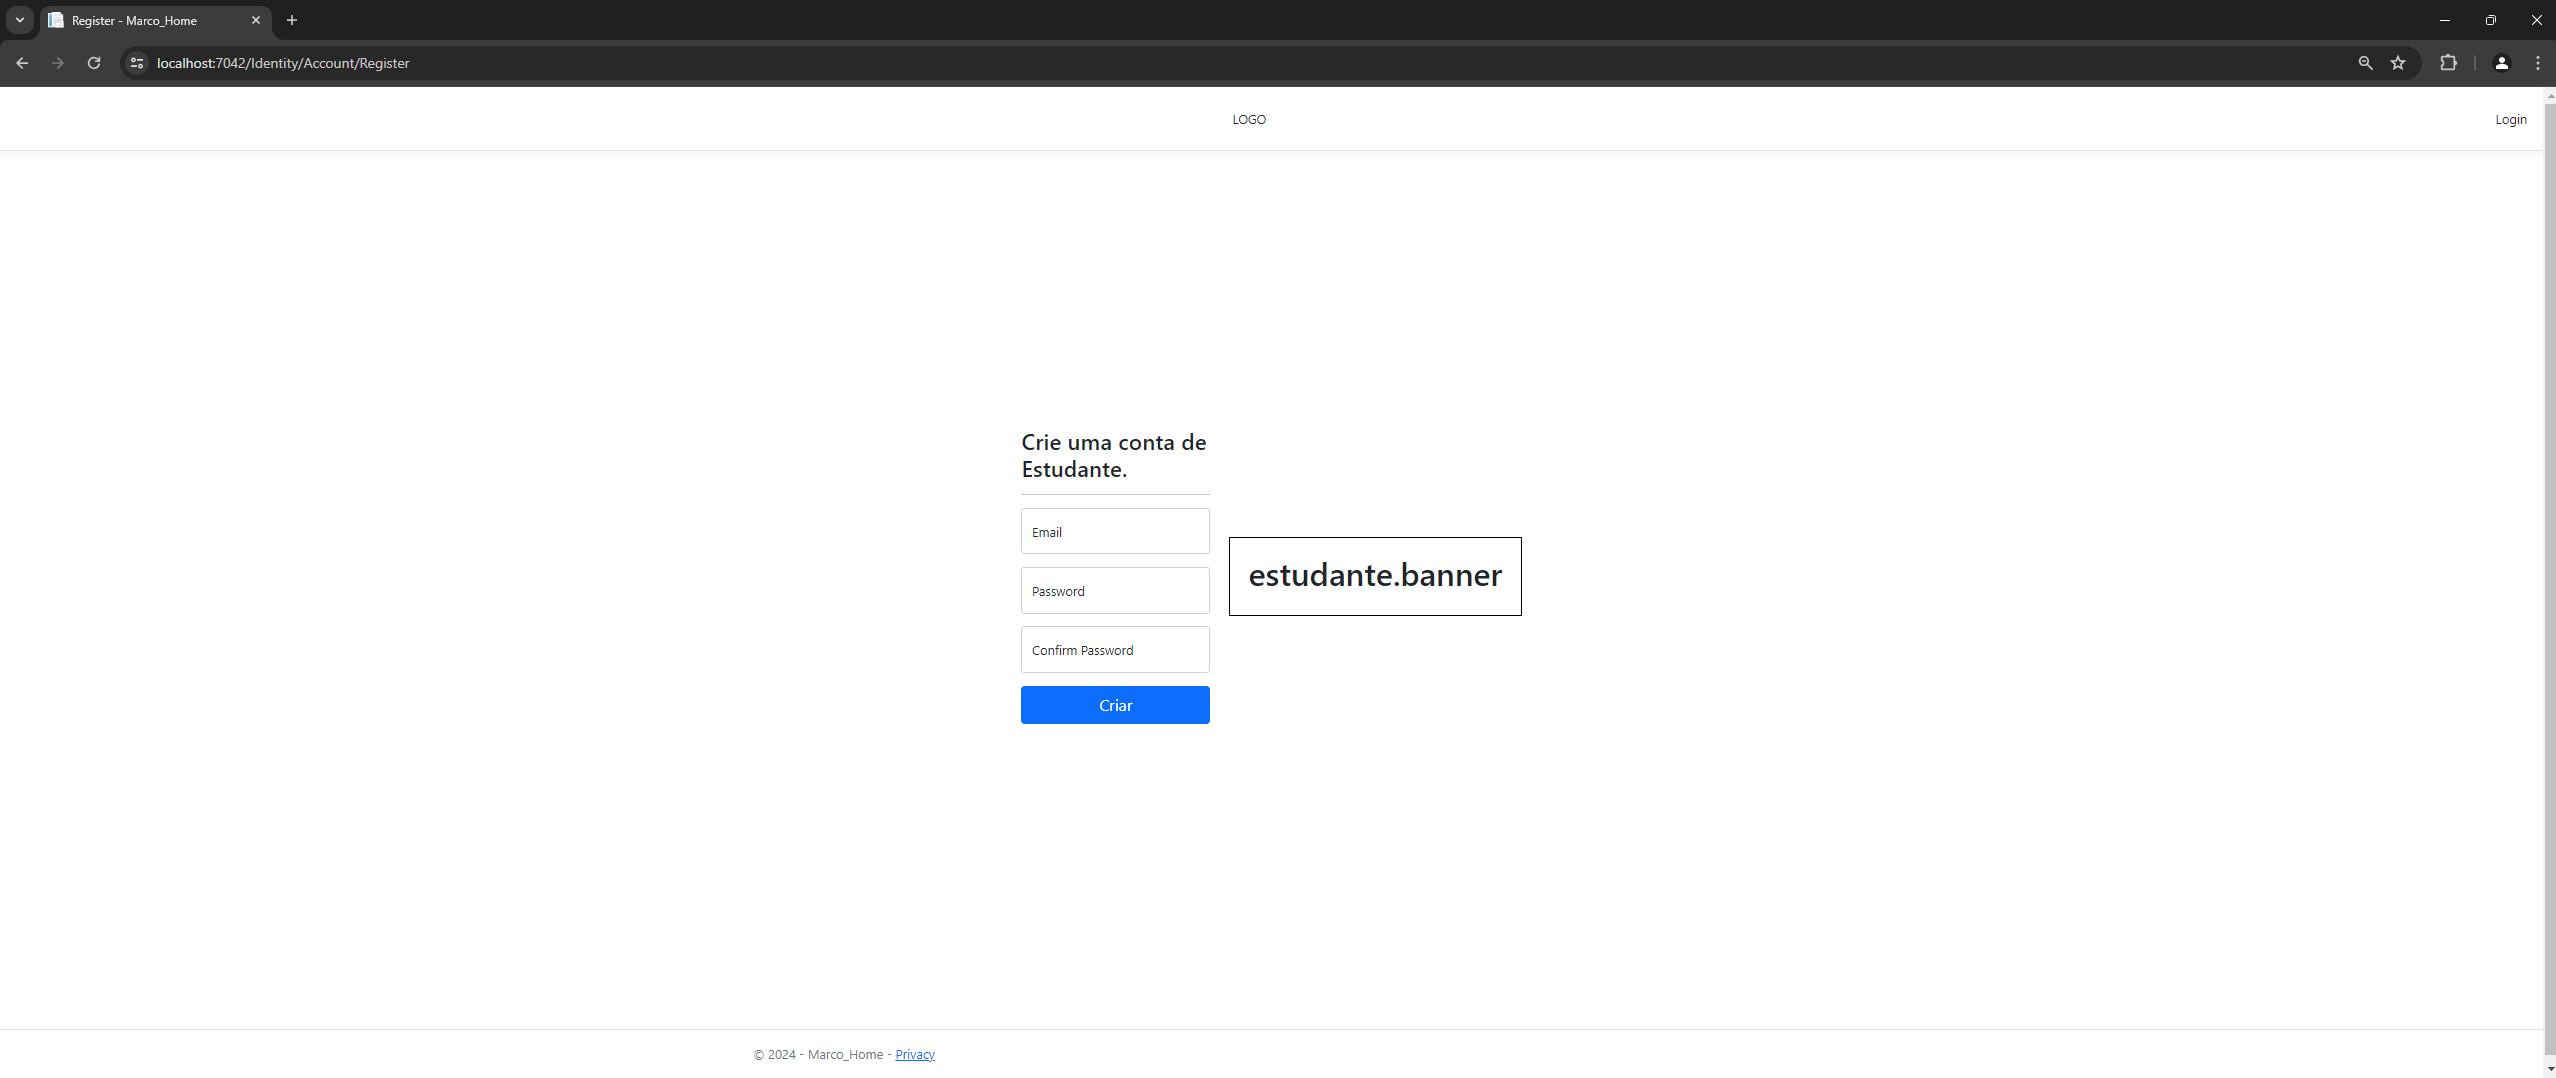 Register - Marco_Home
localhost:7042/Identity/Account/Register
LOGO
Login
Crie uma conta de
Estudante.
Email
Password
Confirm Password
Criar
estudante.banner
© 2024 - Marco_Home - Privacy